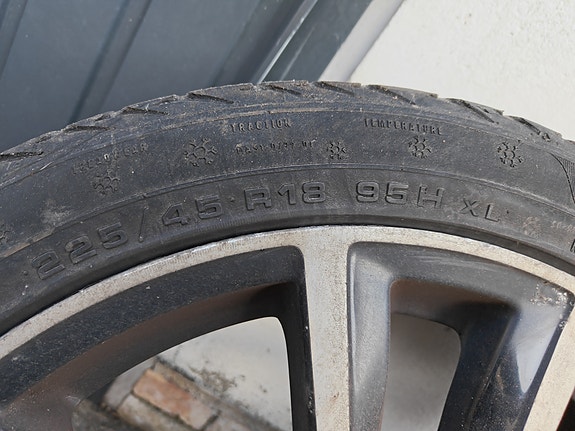 TRACTION TEMPERATURE
225/45 R18 95H XL